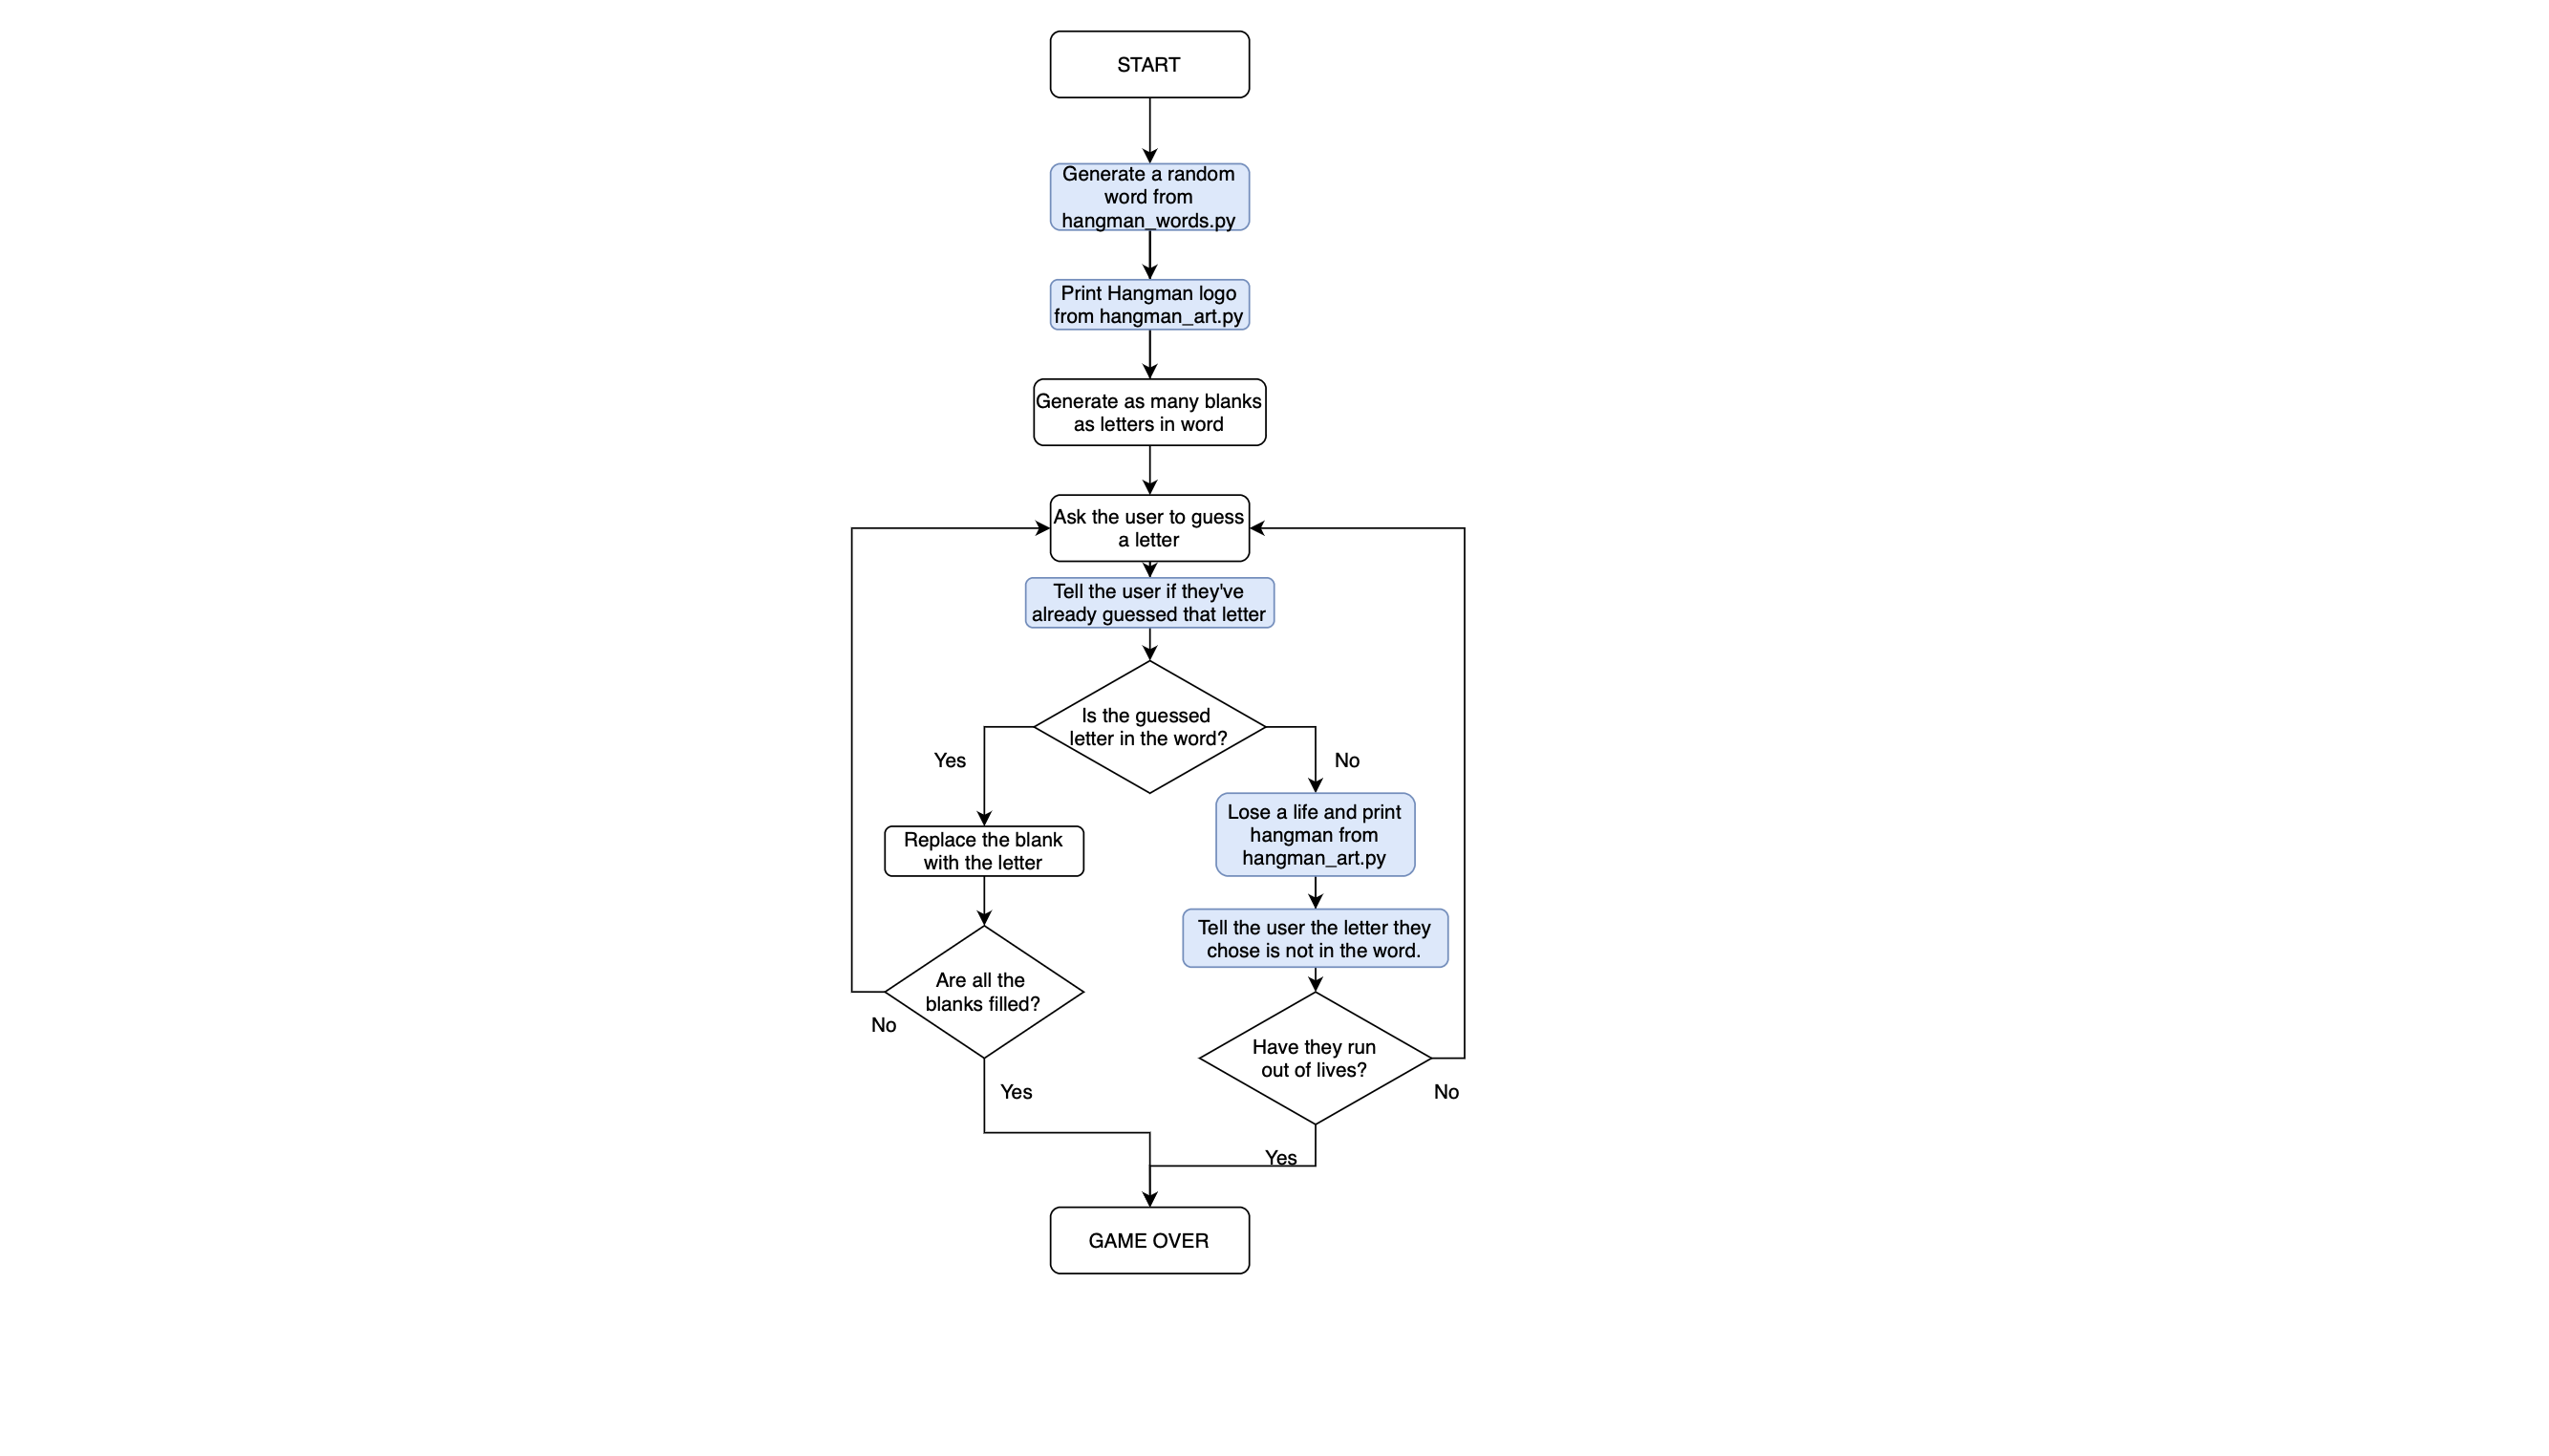 START
Generate a random
word from
hangman_words.py
Print Hangman logo
from hangman_art.py
Generate as many blanks
as letters in word
Ask the user to guess
a letter
Tell the user if they've
already guessed that letter
Is the guessed
letter in the word?
Yes
No
Replace the blank
with the letter
Lose a life and print
hangman from
hangman_art.py
Tell the user the letter they
chose is not in the word.
Are all the
blanks filled?
No
Yes
Have they run
out of lives?
No
Yes
GAME OVER